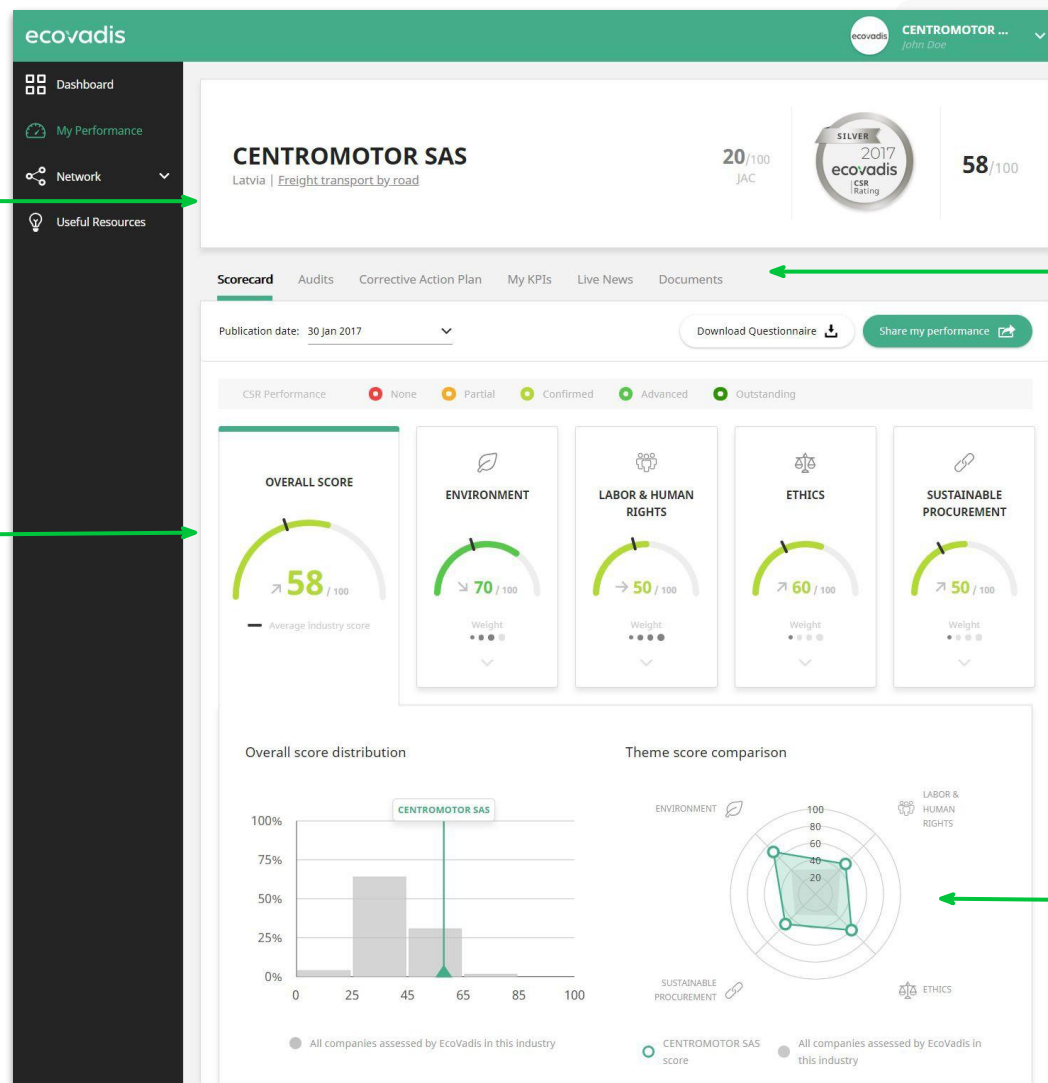 ecovadis
ecovadis
CENTROMOTOR ...
John Doe
Dashboard
My Performance
Network
Useful Resources
CENTROMOTOR SAS
Latvia | Freight transport by road
20/100
JAC
SILVER
2017
ecovadis
CSR
Rating
58/100
Scorecard Audits Corrective Action Plan My KPIs Live News Documents
Publication date: 30 Jan 2017
Download Questionnaire
Share my performance
CSR Performance None Partial Confirmed Advanced Outstanding
OVERALL SCORE
58 / 100
Average industry score
ENVIRONMENT
70 / 100
Weight
LABOR & HUMAN
RIGHTS
50 / 100
Weight
ETHICS
60 / 100
Weight
SUSTAINABLE
PROCUREMENT
50 / 100
Weight
Overall score distribution
CENTROMOTOR SAS
100%
75%
50%
25%
0%
0 25 45 65 85 100
All companies assessed by EcoVadis in this industry
Theme score comparison
ENVIRONMENT
LABOR &
HUMAN
RIGHTS
100
80
60
40
20
SUSTAINABLE
PROCUREMENT
ETHICS
CENTROMOTOR SAS
score
All companies assessed by EcoVadis in
this industry